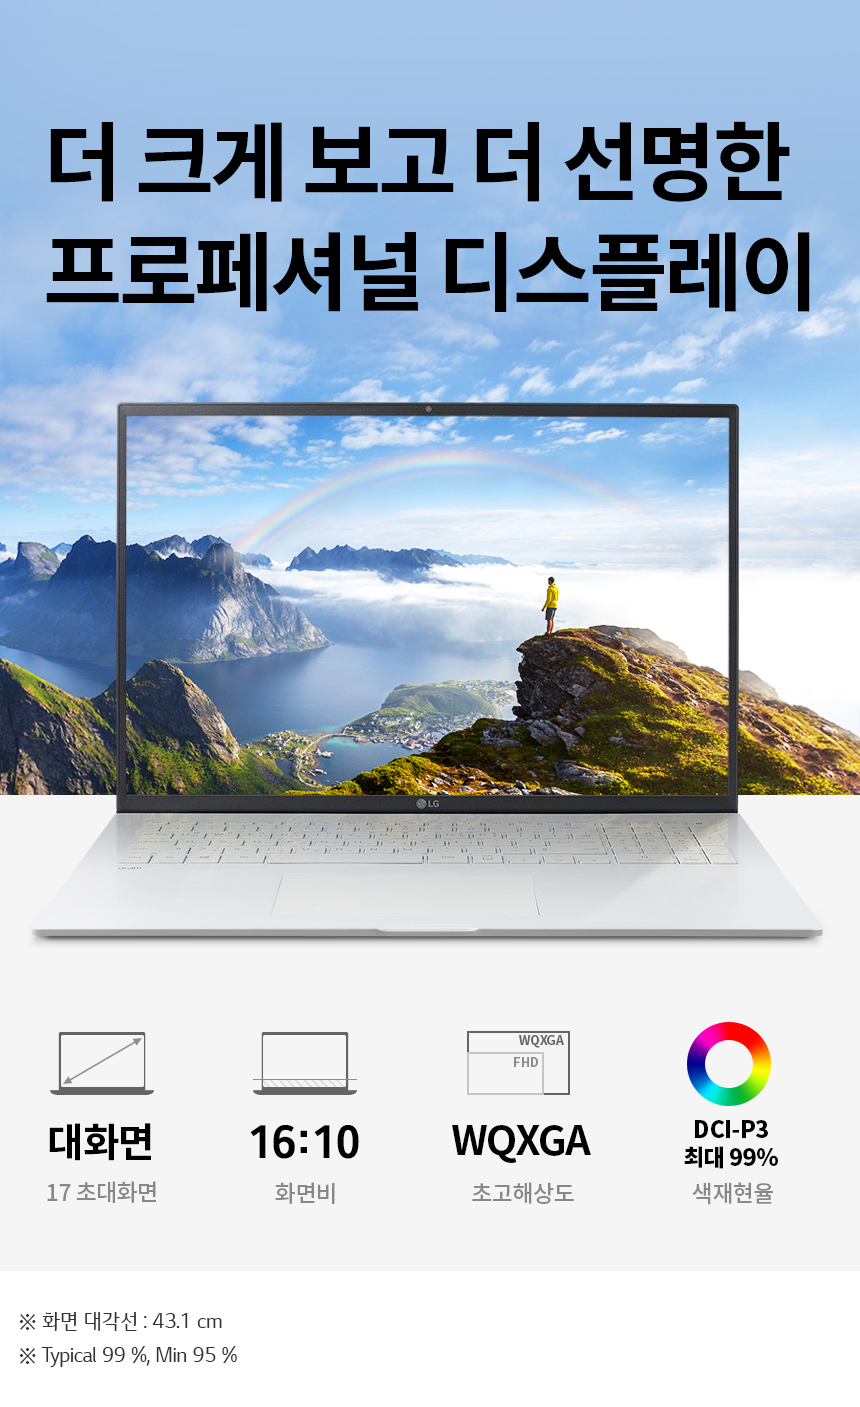 더 크게 보고 더 선명한
프로페셔널 디스플레이
LG
WQXGA
FHD
대화면
17 초대화면
16:10
화면비
WQXGA
초고해상도
DCI-P3
최대 99%
색재현율
※ 화면 대각선 : 43.1 cm
※ Typical 99 %, Min 95 %